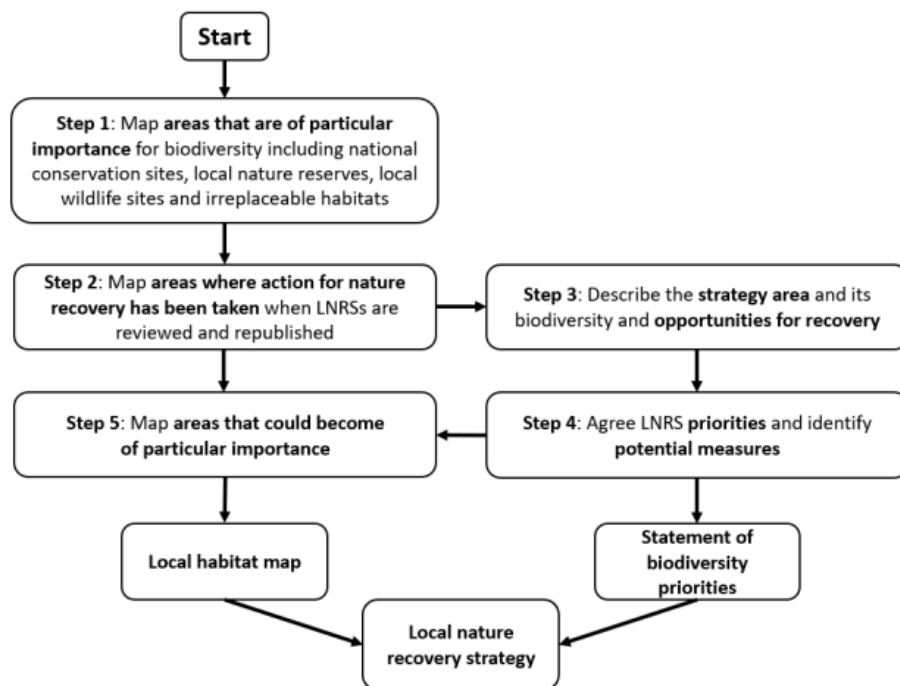 Start
Step 1: Map areas that are of particular
importance for biodiversity including national
conservation sites, local nature reserves, local
wildlife sites and irreplaceable habitats
Step 2: Map areas where action for nature
recovery has been taken when LNRSs are
reviewed and republished
Step 3: Describe the strategy area and its
biodiversity and opportunities for recovery
Step 4: Agree LNRS priorities and identify
potential measures
Step 5: Map areas that could become
of particular importance
Local habitat map
Statement of
biodiversity
priorities
Local nature
recovery strategy